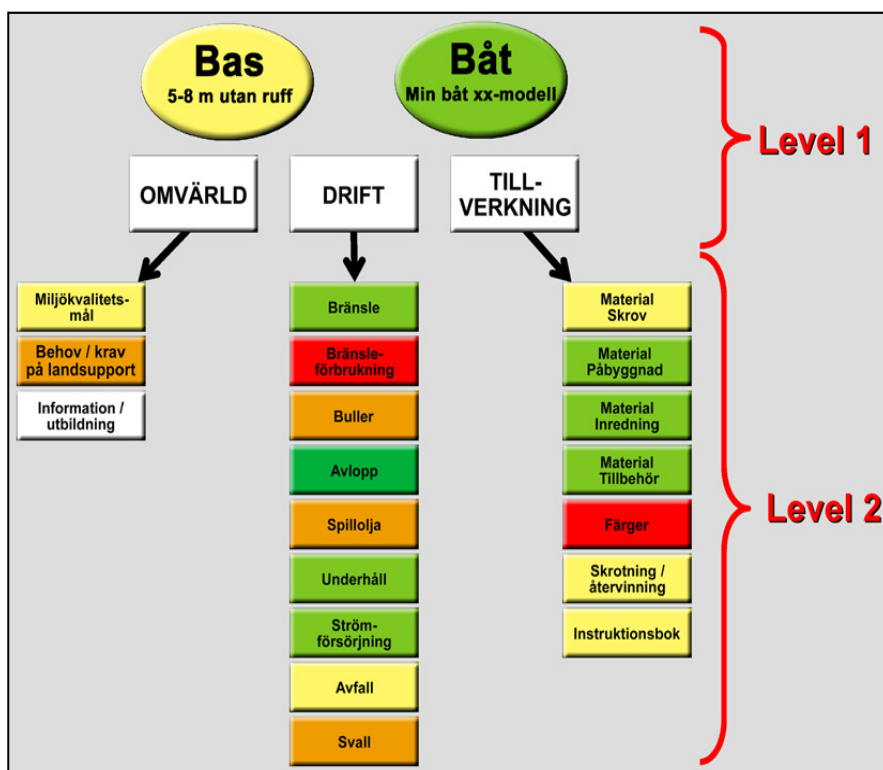 Bas
5-8 m utan ruff
Båt
Min båt xx-modell
Level 1
OMVÄRLD
DRIFT
TILL-
VERKNING
Miljökvalitets-
mål
Behov / krav
på landsupport
Information /
utbildning
Bränsle
Bränsle-
förbrukning
Buller
Avlopp
Spillolja
Underhåll
Ström-
försörjning
Avfall
Svall
Material
Skrov
Material
Påbyggnad
Material
Inredning
Material
Tillbehör
Färger
Skrotning /
återvinning
Instruktionsbok
Level 2